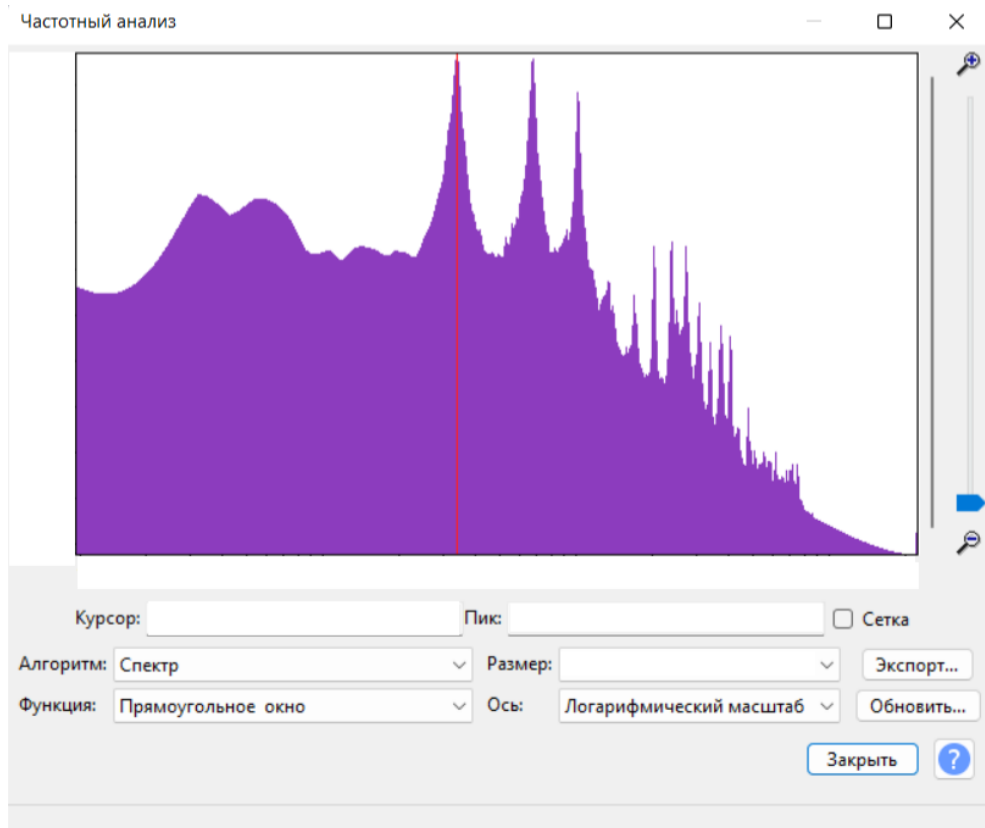 Частотный анализ
Курсор: Пик: Сетка
Алгоритм: Спектр Размер: Экспорт...
Функция: Прямоугольное окно Ось: Логарифмический масштаб Обновить...
Закрыть ?